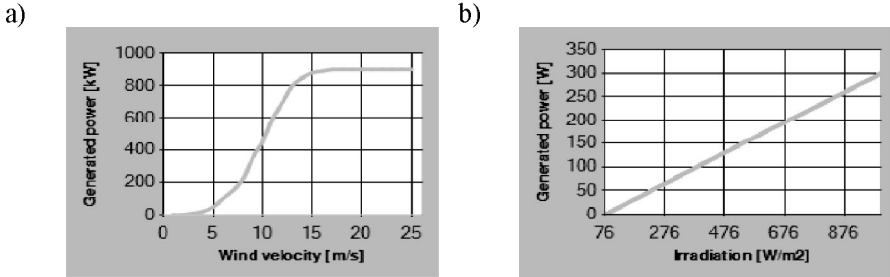 a)
Generated power [kW]
1000
800
600
400
200
0
0 5 10 15 20 25
Wind velocity [m/s]
b)
Generated power [W]
350
300
250
200
150
100
50
0
76 276 476 676 876
Irradiation [W/m2]